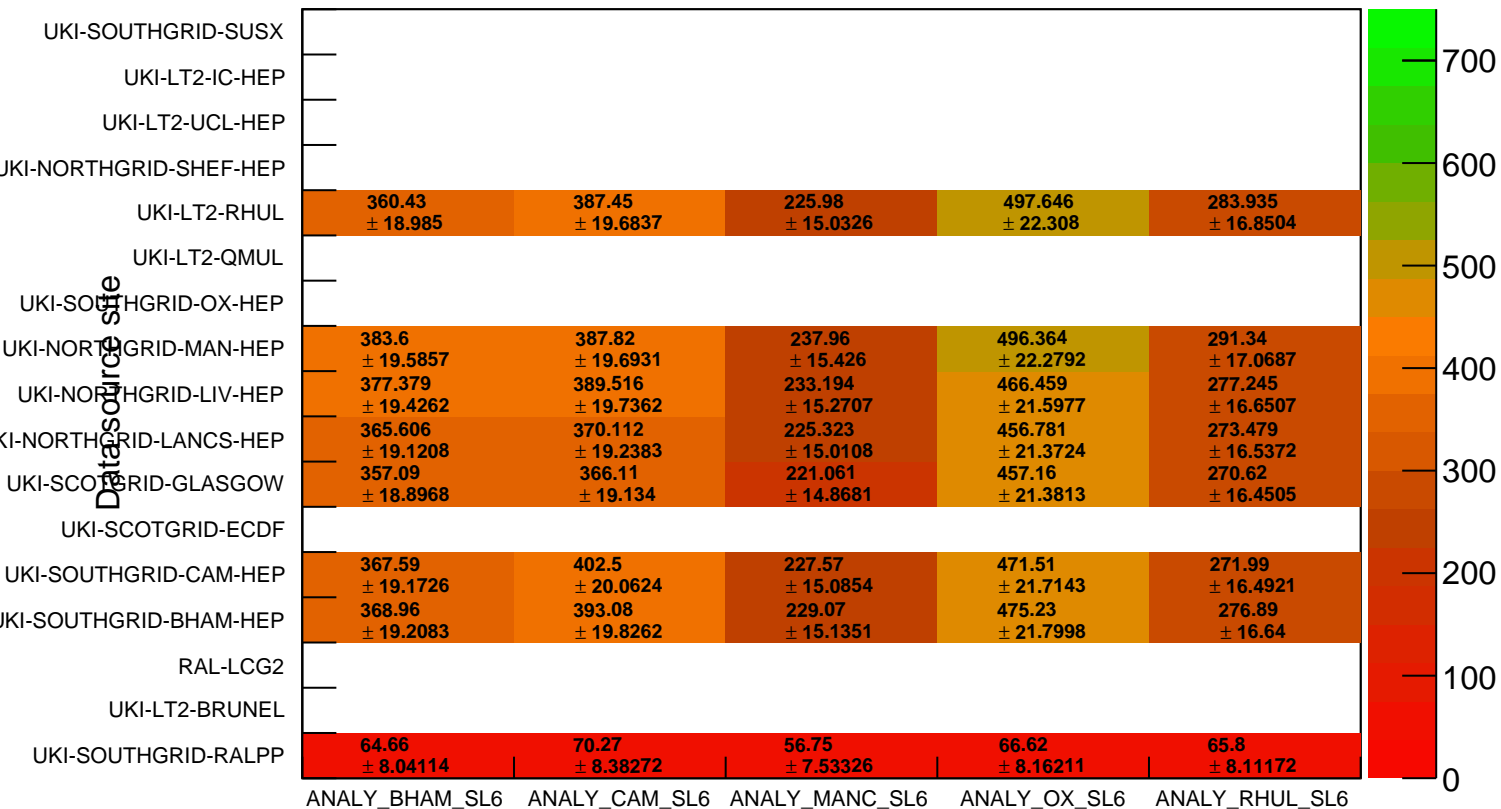 UKI-SOUTHGRID-SUSX
UKI-LT2-IC-HEP
UKI-LT2-UCL-HEP
UKI-NORTHGRID-SHEF-HEP
UKI-LT2-RHUL
360.43 387.45 225.98 497.646 283.935
± 18.985 ± 19.6837 ± 15.0326 ± 22.308 ± 16.8504
UKI-LT2-QMUL
UKI-SOUTHGRID-OX-HEP
UKI-NORTHGRID-MAN-HEP
383.6 387.82 237.96 496.364 291.34
± 19.5857 ± 19.6931 ± 15.426 ± 22.2792 ± 17.0687
UKI-NORTHGRID-LIV-HEP
377.379 389.516 233.194 466.459 277.245
± 19.4262 ± 19.7362 ± 15.2707 ± 21.5977 ± 16.6507
KI-NORTHGRID-LANCS-HEP
365.606 370.112 225.323 456.781 273.479
± 19.1208 ± 19.2383 ± 15.0108 ± 21.3724 ± 16.5372
UKI-SCOTGRID-GLASGOW
357.09 366.11 221.061 457.16 270.62
± 18.8968 ± 19.134 ± 14.8681 ± 21.3813 ± 16.4505
UKI-SCOTGRID-ECDF
UKI-SOUTHGRID-CAM-HEP
367.59 402.5 227.57 471.51 271.99
± 19.1726 ± 20.0624 ± 15.0854 ± 21.7143 ± 16.4921
UKI-SOUTHGRID-BHAM-HEP
368.96 393.08 229.07 475.23 276.89
± 19.2083 ± 19.8262 ± 15.1351 ± 21.7998 ± 16.64
RAL-LCG2
UKI-LT2-BRUNEL
UKI-SOUTHGRID-RALPP
64.66 70.27 56.75 66.62 65.8
± 8.04114 ± 8.38272 ± 7.53326 ± 8.16211 ± 8.11172
ANALY_BHAM_SL6 ANALY_CAM_SL6 ANALY_MANC_SL6 ANALY_OX_SL6 ANALY_RHUL_SL6
Data source site
700
600
500
400
300
200
100
0